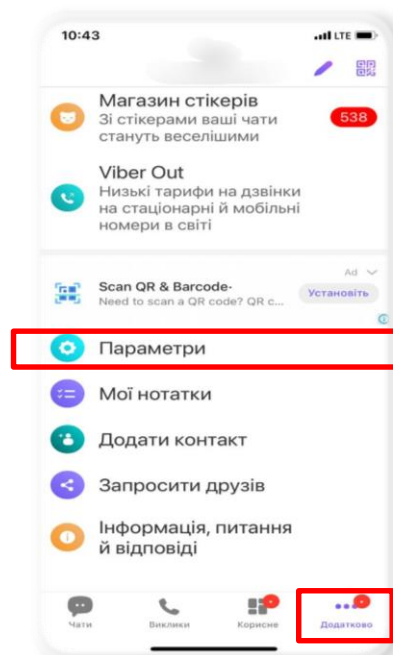 10:43
LTE
Магазин стікерів
Зі стікерами ваші чати
стануть веселішими
538
Viber Out
Низькі тарифи на дзвінки
на стаціонарні й мобільні
номери в світі
Ad
Scan QR & Barcode·
Need to scan a QR code? QR c...
Установіть
Параметри
Мої нотатки
Додати контакт
Запросити друзів
Інформація, питання
й відповіді
Чати
Виклики
Корисне
Додатково